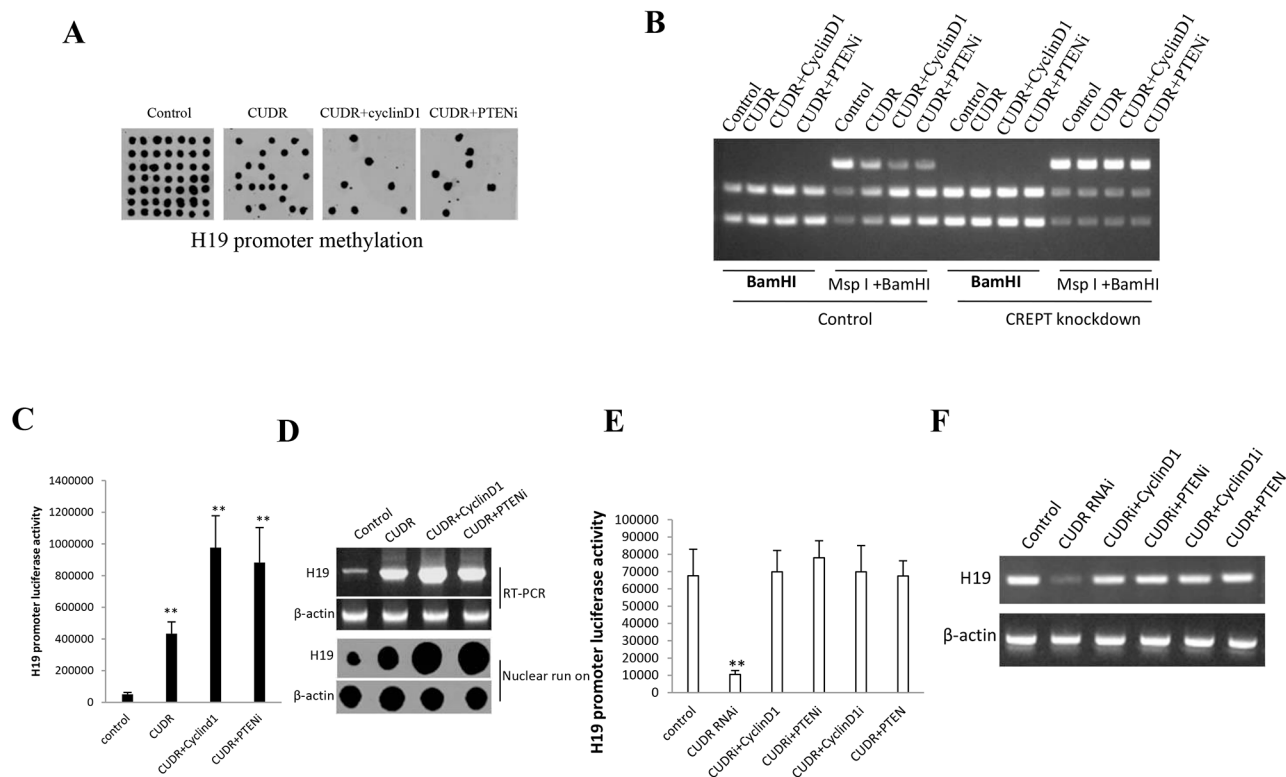 A
Control CUDR CUDR+cyclinD1 CUDR+PTENi
H19 promoter methylation
B
Control CUDR CUDR+CyclinD1 CUDR+PTENi Control CUDR CUDR+CyclinD1 CUDR+PTENi Control CUDR CUDR+CyclinD1 CUDR+PTENi Control CUDR CUDR+CyclinD1 CUDR+PTENi
BamHI Msp I +BamHI BamHI Msp I +BamHI
Control CREPT knockdown
C
H19 promoter luciferase activity
1400000
1200000
1000000
800000
600000
400000
200000
0
** ** **
control CUDR CUDR+Cyclind1 CUDR+PTENi
D
Control CUDR CUDR+CyclinD1 CUDR+PTENi
H19
β-actin
RT-PCR
H19
β-actin
Nuclear run on
E
H19 promoter luciferase activity
100000
90000
80000
70000
60000
50000
40000
30000
20000
10000
0
**
control CUDR RNAi CUDRi+CyclinD1 CUDRi+PTENi CUDR+CyclinD1i CUDR+PTEN
F
Control CUDR RNAi CUDRi+CyclinD1 CUDRi+PTENi CUDR+CyclinD1i CUDR+PTEN
H19
β-actin